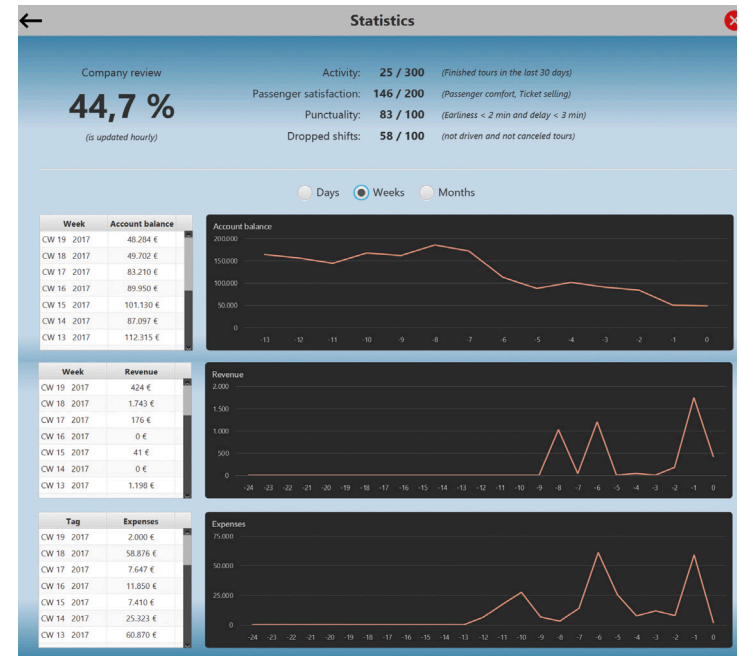 Statistics
Company review
44,7 %
(is updated hourly)
Activity: 25 / 300 (Finished tours in the last 30 days)
Passenger satisfaction: 146 / 200 (Passenger comfort, Ticket selling)
Punctuality: 83 / 100 (Earliness < 2 min and delay < 3 min)
Dropped shifts: 58 / 100 (not driven and not canceled tours)
Days Weeks Months
Week Account balance
CW 19 2017 48.284 €
CW 18 2017 49.702 €
CW 17 2017 83.210 €
CW 16 2017 89.950 €
CW 15 2017 101.130 €
CW 14 2017 87.097 €
CW 13 2017 112.315 €
Account balance
200.000
150.000
100.000
50.000
0
-13 -12 -11 -10 -9 -8 -7 -6 -5 -4 -3 -2 -1 0
Week Revenue
CW 19 2017 424 €
CW 18 2017 1.743 €
CW 17 2017 176 €
CW 16 2017 0 €
CW 15 2017 41 €
CW 14 2017 0 €
CW 13 2017 1.198 €
Revenue
2.000
1.500
1.000
500
0
-24 -23 -22 -21 -20 -19 -18 -17 -16 -15 -14 -13 -12 -11 -10 -9 -8 -7 -6 -5 -4 -3 -2 -1 0
Tag Expenses
CW 19 2017 2.000 €
CW 18 2017 58.876 €
CW 17 2017 7.647 €
CW 16 2017 11.850 €
CW 15 2017 7.410 €
CW 14 2017 25.323 €
CW 13 2017 60.870 €
Expenses
75.000
50.000
25.000
0
-24 -23 -22 -21 -20 -19 -18 -17 -16 -15 -14 -13 -12 -11 -10 -9 -8 -7 -6 -5 -4 -3 -2 -1 0